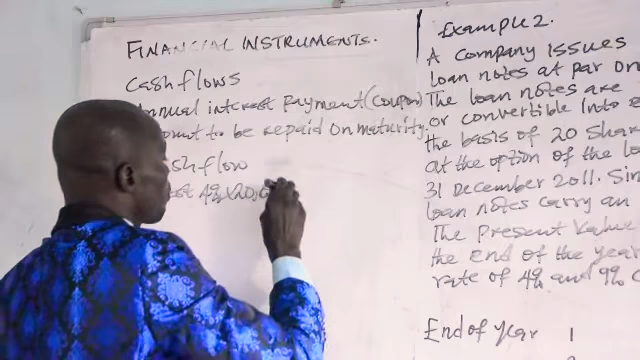 FINANCIAL INSTRUMENTS.
Cash flows
Annual interest payment (coupon)
to be repaid on maturity.
flow
4% X 20,0
Example 2.
A company issues
loan notes at par on
The loan notes are
or convertible into
the basis of 20 shar
at the option of the lo
31 December 2011. Sin
loan notes carry an
The Present Value
the end of the year
rate of 4% and 9%
End of year 1